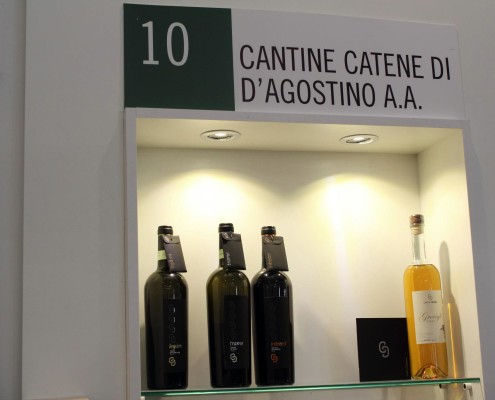 10
CANTINE CATENE DI
D'AGOSTINO A.A.